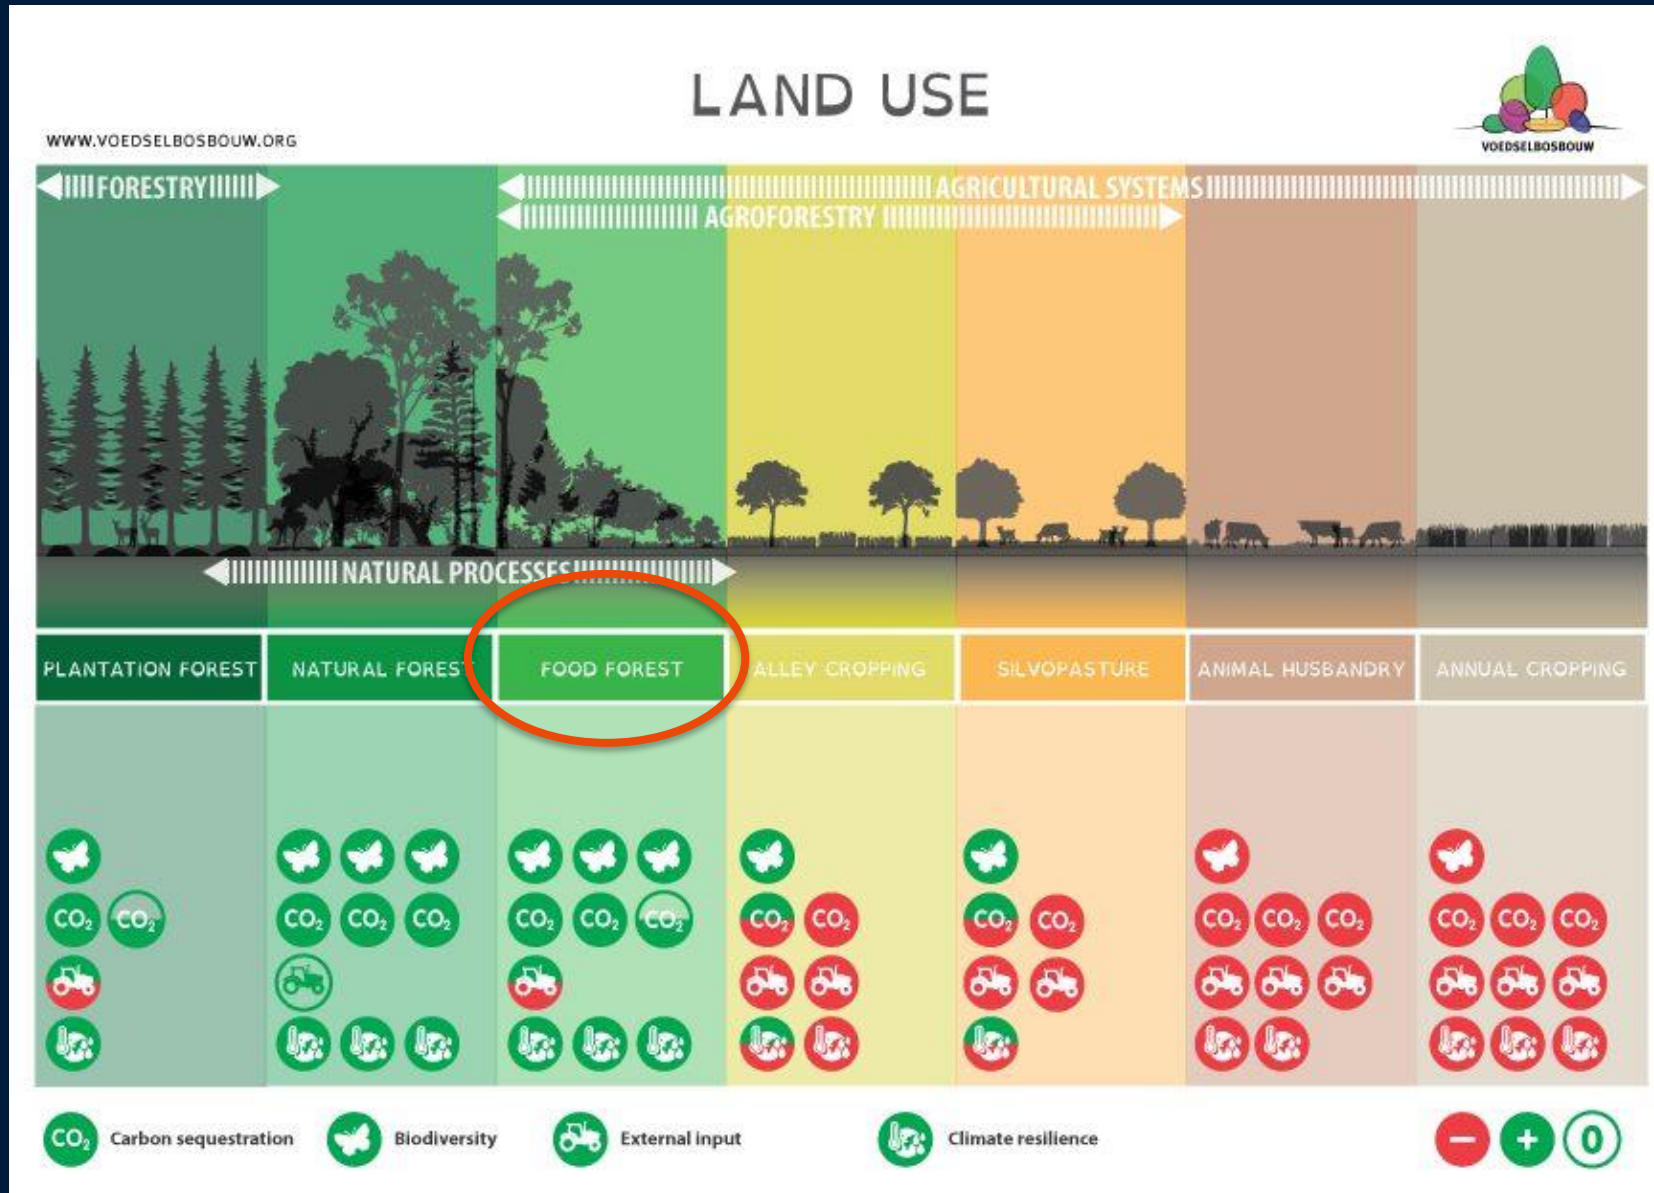 LAND USE
WWW.VOEDSELBOSBOUW.ORG
VOEDSELBOSBOUW
FORESTRY
AGRICULTURAL SYSTEMS
AGROFORESTRY
NATURAL PROCESSES
PLANTATION FOREST
NATURAL FOREST
FOOD FOREST
ALLEY CROPPING
SILVOPASTURE
ANIMAL HUSBANDRY
ANNUAL CROPPING
CO₂ CO₂ CO₂ CO₂ CO₂ CO₂ CO₂ CO₂ CO₂ CO₂ CO₂ CO₂ CO₂ CO₂ CO₂ CO₂ CO₂ CO₂
CO₂ Carbon sequestration Biodiversity External input Climate resilience − + 0